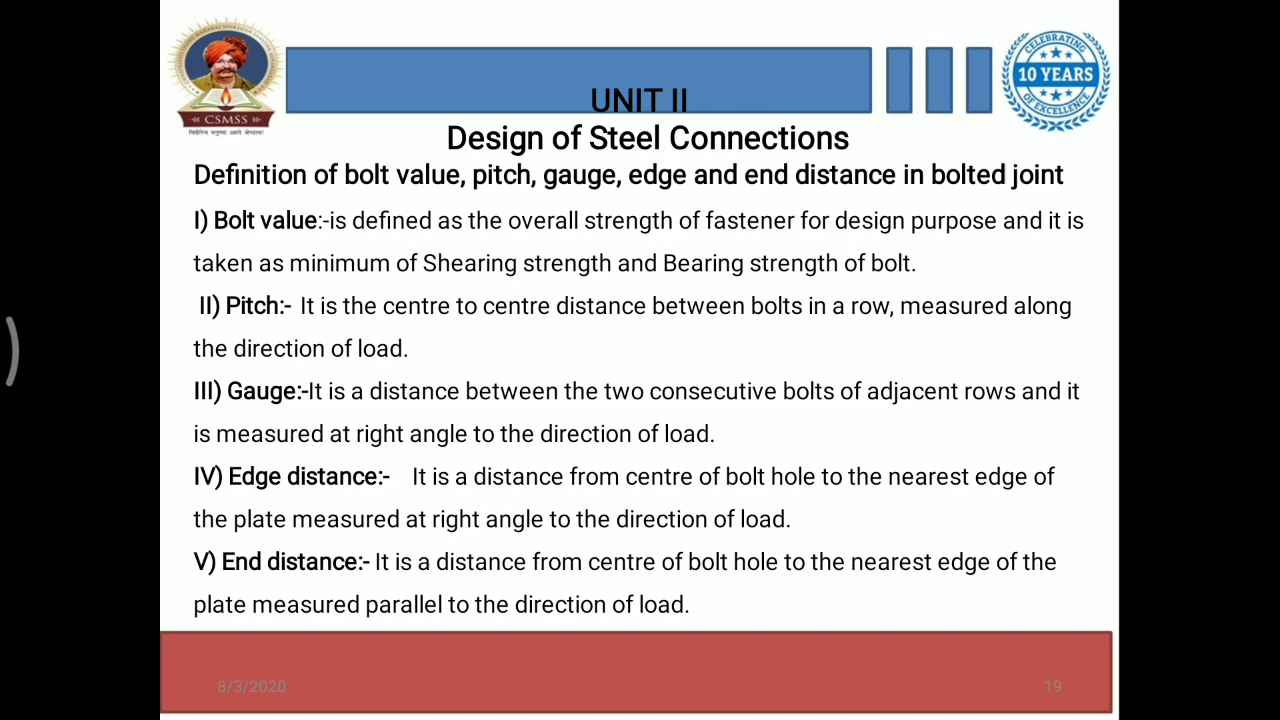 CSMSS
CELEBRATING
10 YEARS
OF EXCELLENCE
UNIT II
Design of Steel Connections
Definition of bolt value, pitch, gauge, edge and end distance in bolted joint
I) Bolt value:-is defined as the overall strength of fastener for design purpose and it is
taken as minimum of Shearing strength and Bearing strength of bolt.
II) Pitch:- It is the centre to centre distance between bolts in a row, measured along
the direction of load.
III) Gauge:-It is a distance between the two consecutive bolts of adjacent rows and it
is measured at right angle to the direction of load.
IV) Edge distance:- It is a distance from centre of bolt hole to the nearest edge of
the plate measured at right angle to the direction of load.
V) End distance:- It is a distance from centre of bolt hole to the nearest edge of the
plate measured parallel to the direction of load.
8/3/2020
19